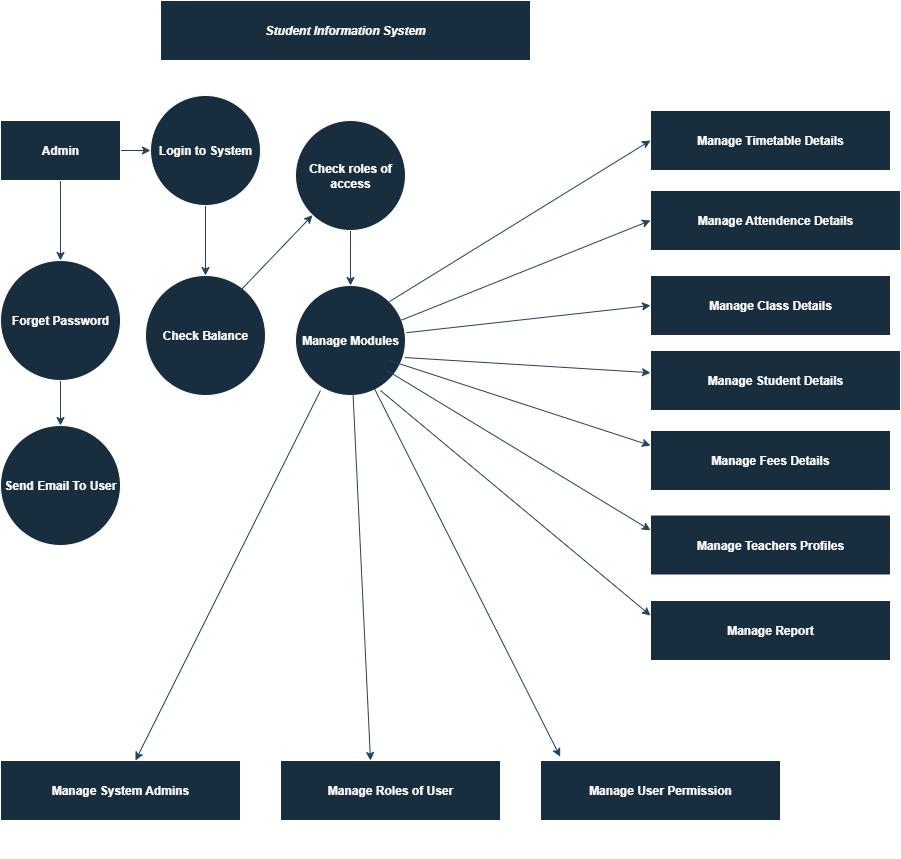 Student Information System
Admin
Login to System
Check roles of
access
Manage Timetable Details
Manage Attendence Details
Manage Class Details
Forget Password
Check Balance
Manage Modules
Manage Student Details
Manage Fees Details
Send Email To User
Manage Teachers Profiles
Manage Report
Manage System Admins
Manage Roles of User
Manage User Permission